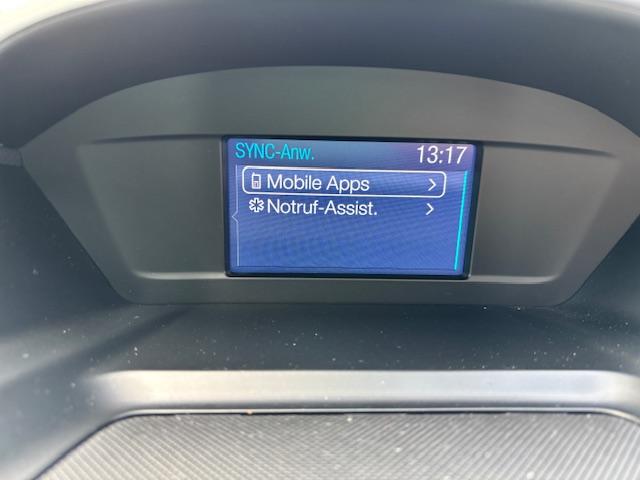 SYNC-Anw. 13:17
Mobile Apps >
Notruf-Assist. >